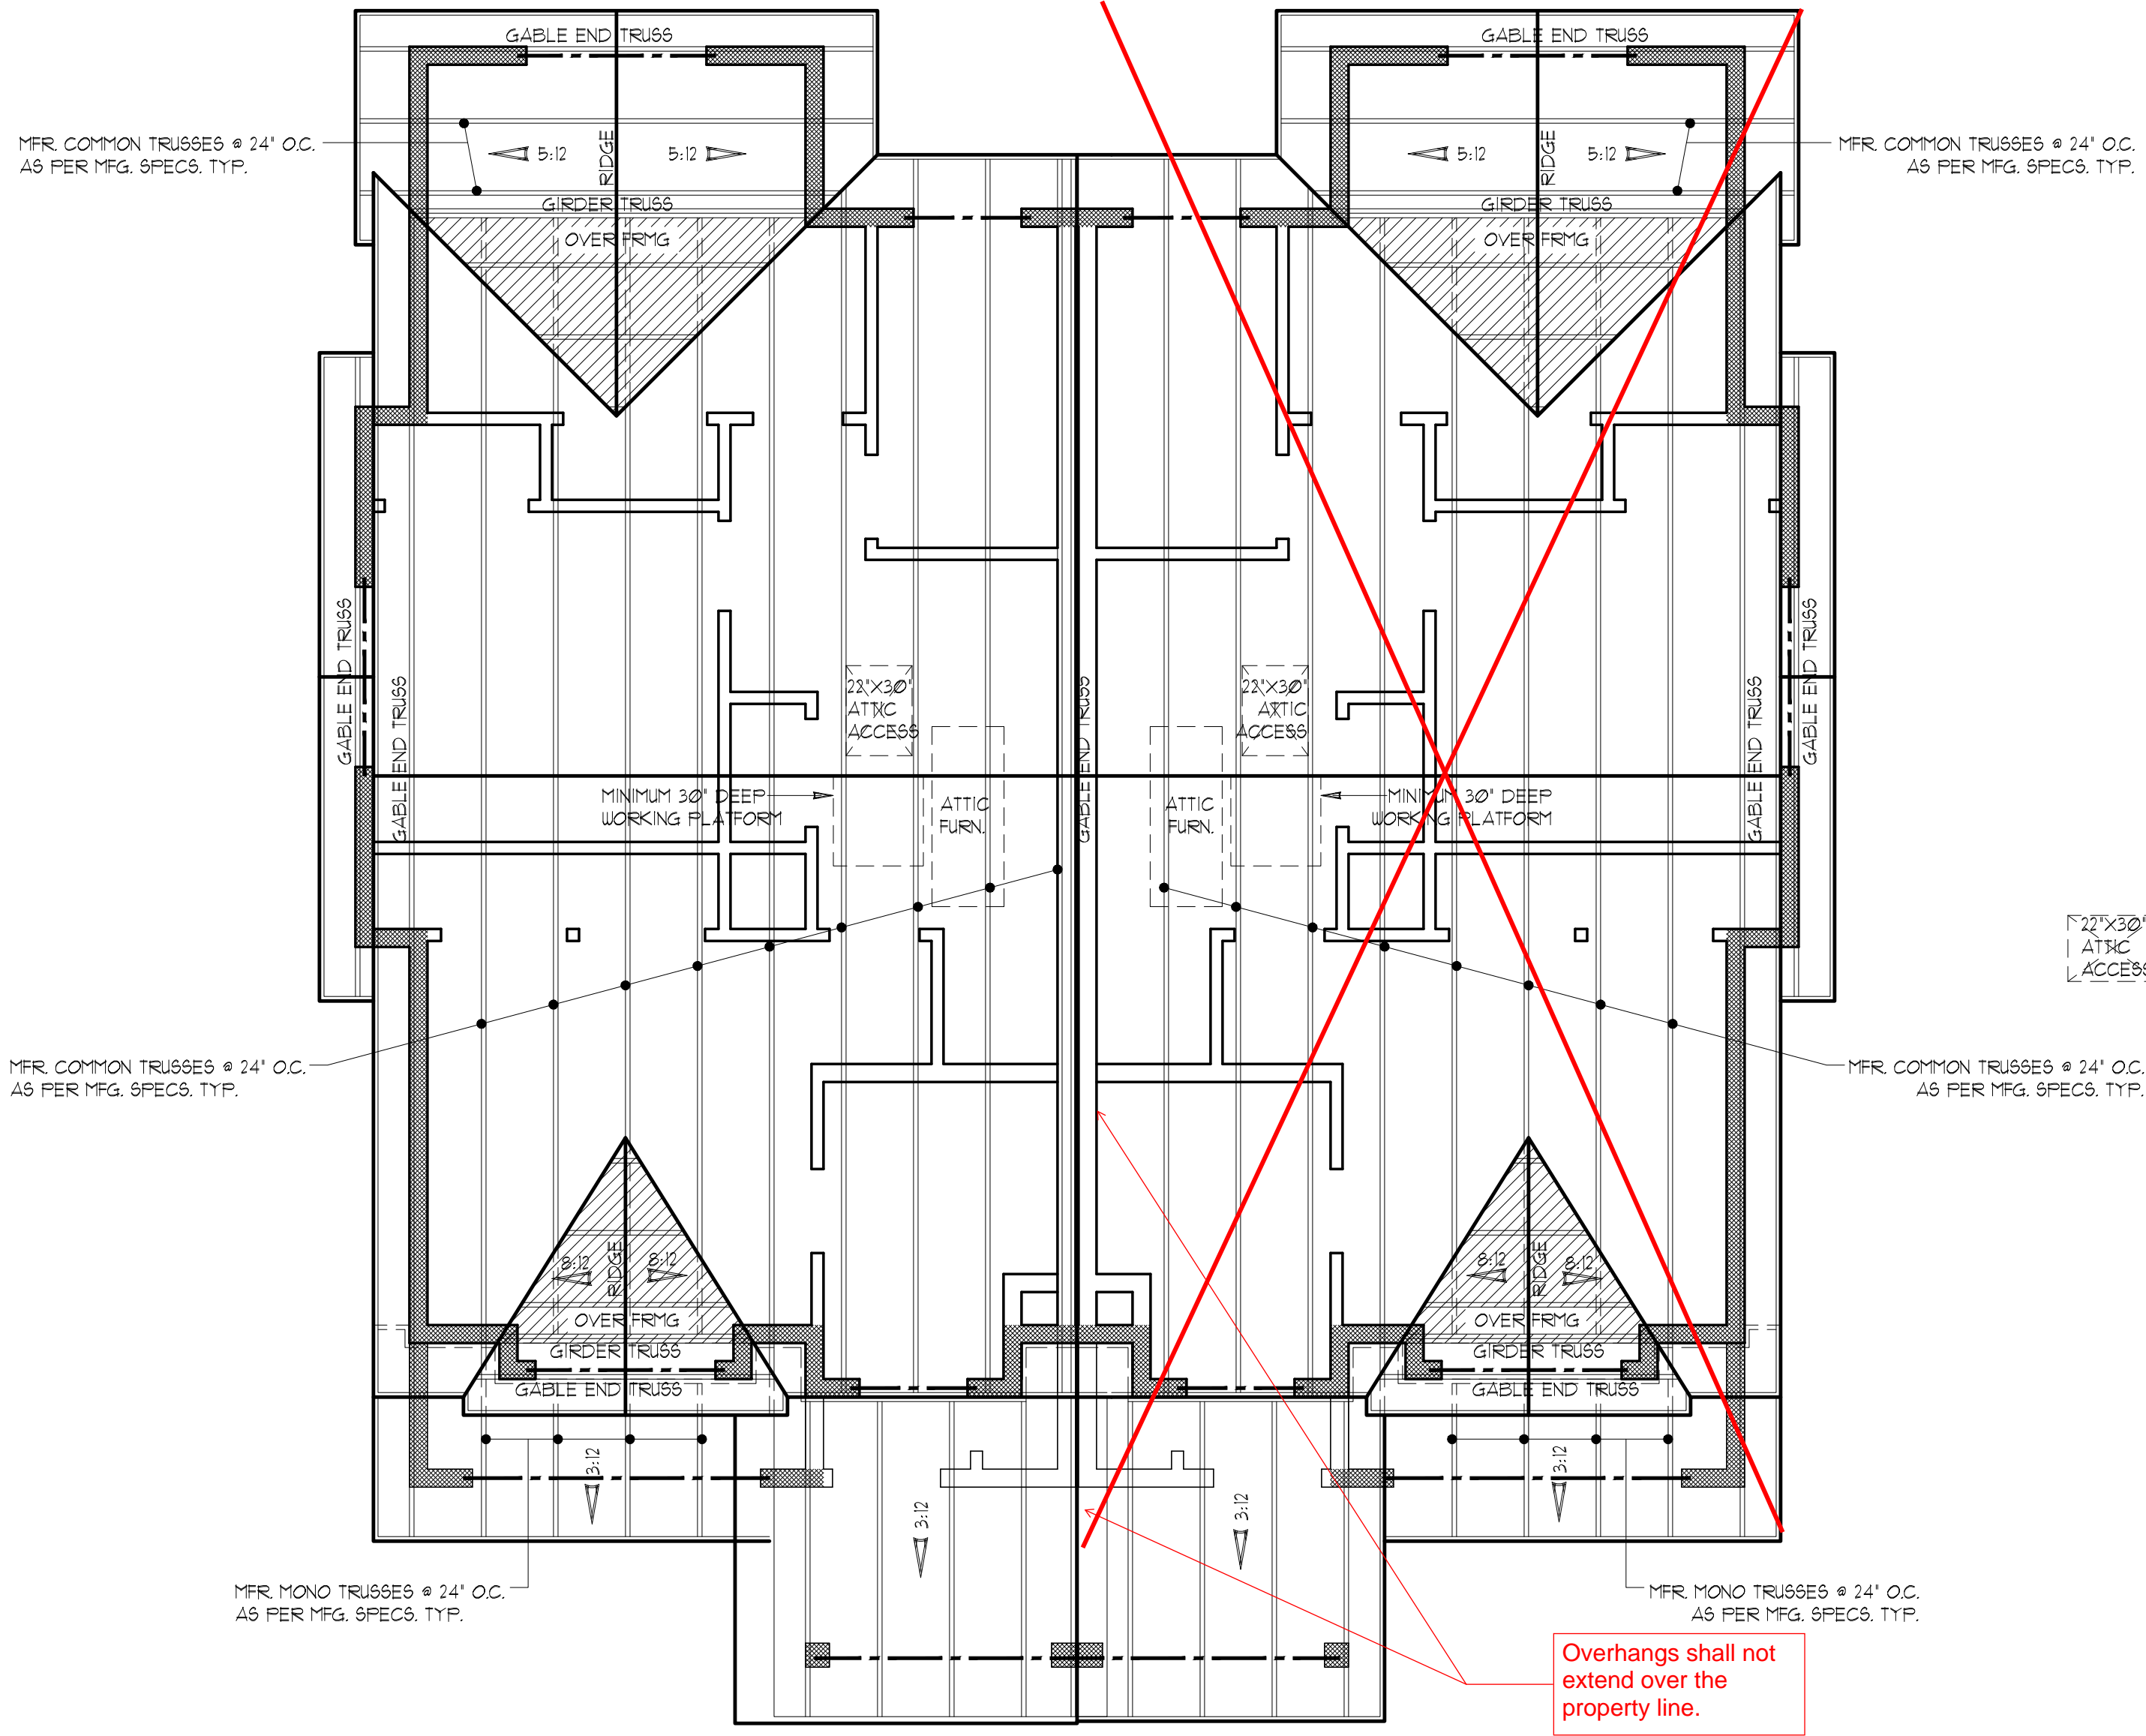 GABLE END TRUSS
GABLE END TRUSS
MFR. COMMON TRUSSES @ 24" O.C.
AS PER MFG. SPECS. TYP.
5:12
RIDGE
5:12
5:12
RIDGE
5:12
MFR. COMMON TRUSSES @ 24" O.C.
AS PER MFG. SPECS. TYP.
GIRDER TRUSS
OVER FRMG
GIRDER TRUSS
OVER FRMG
GABLE END TRUSS
GABLE END TRUSS
22"X30"
ATTIC
ACCESS
GABLE END TRUSS
22"X30"
ATTIC
ACCESS
GABLE END TRUSS
GABLE END TRUSS
MINIMUM 30" DEEP
WORKING PLATFORM
ATTIC
FURN.
ATTIC
FURN.
MINIMUM 30" DEEP
WORKING PLATFORM
22"X30"
ATTIC
ACCESS
MFR. COMMON TRUSSES @ 24" O.C.
AS PER MFG. SPECS. TYP.
MFR. COMMON TRUSSES @ 24" O.C.
AS PER MFG. SPECS. TYP.
8:12
RIDGE
8:12
8:12
RIDGE
8:12
OVER FRMG
GIRDER TRUSS
GABLE END TRUSS
OVER FRMG
GIRDER TRUSS
GABLE END TRUSS
3:12
3:12
3:12
3:12
MFR. MONO TRUSSES @ 24" O.C.
AS PER MFG. SPECS. TYP.
MFR. MONO TRUSSES @ 24" O.C.
AS PER MFG. SPECS. TYP.
Overhangs shall not
extend over the
property line.